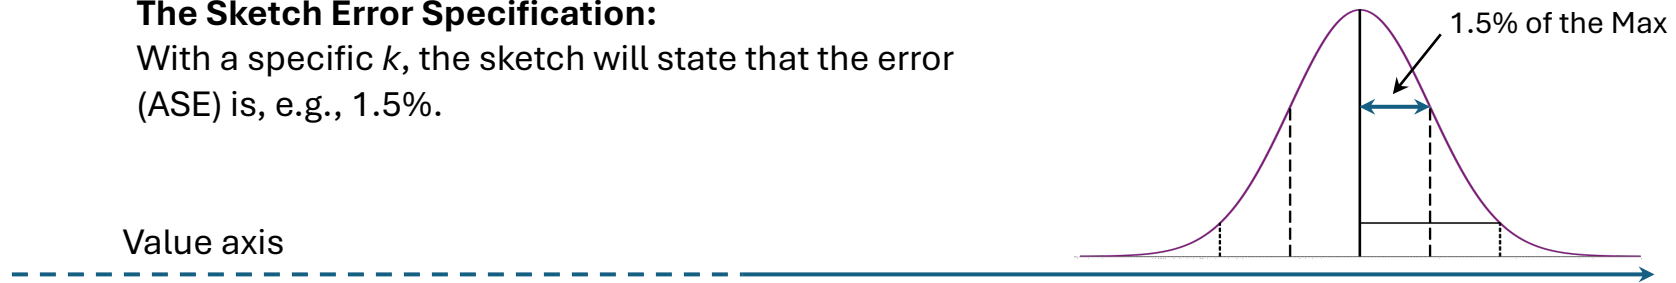 The Sketch Error Specification:
With a specific k, the sketch will state that the error
(ASE) is, e.g., 1.5%.
1.5% of the Max
Value axis